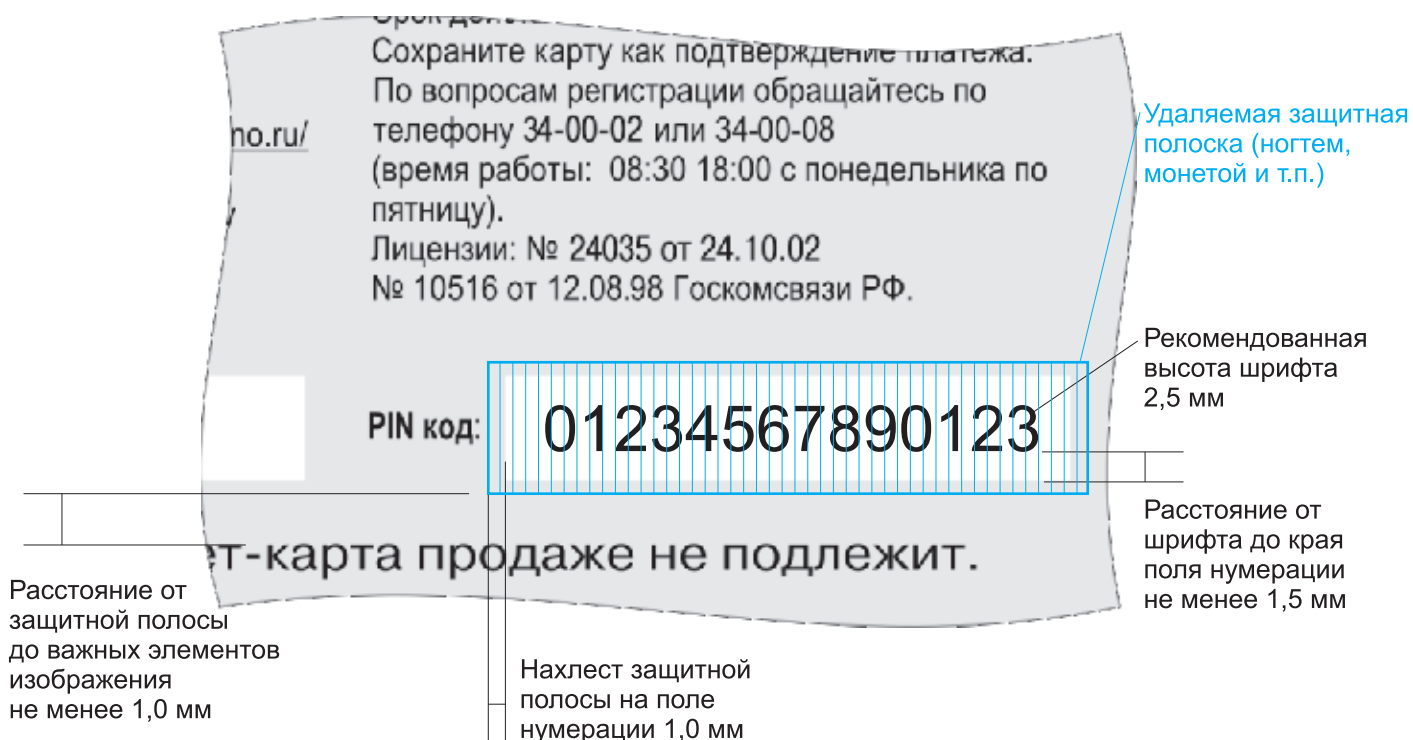 Сохраните карту как подтверждение платежа.
По вопросам регистрации обращайтесь по
телефону 34-00-02 или 34-00-08
(время работы:  08:30 18:00 с понедельника по
пятницу).
Лицензии: № 24035 от 24.10.02
№ 10516 от 12.08.98 Госкомсвязи РФ.
no.ru/
Удаляемая защитная
полоска (ногтем,
монетой и т.п.)
Рекомендованная
высота шрифта
2,5 мм
PIN код:
01234567890123
Расстояние от
шрифта до края
поля нумерации
не менее 1,5 мм
ет-карта продаже не подлежит.
Расстояние от
защитной полосы
до важных элементов
изображения
не менее 1,0 мм
Нахлест защитной
полосы на поле
нумерации 1,0 мм